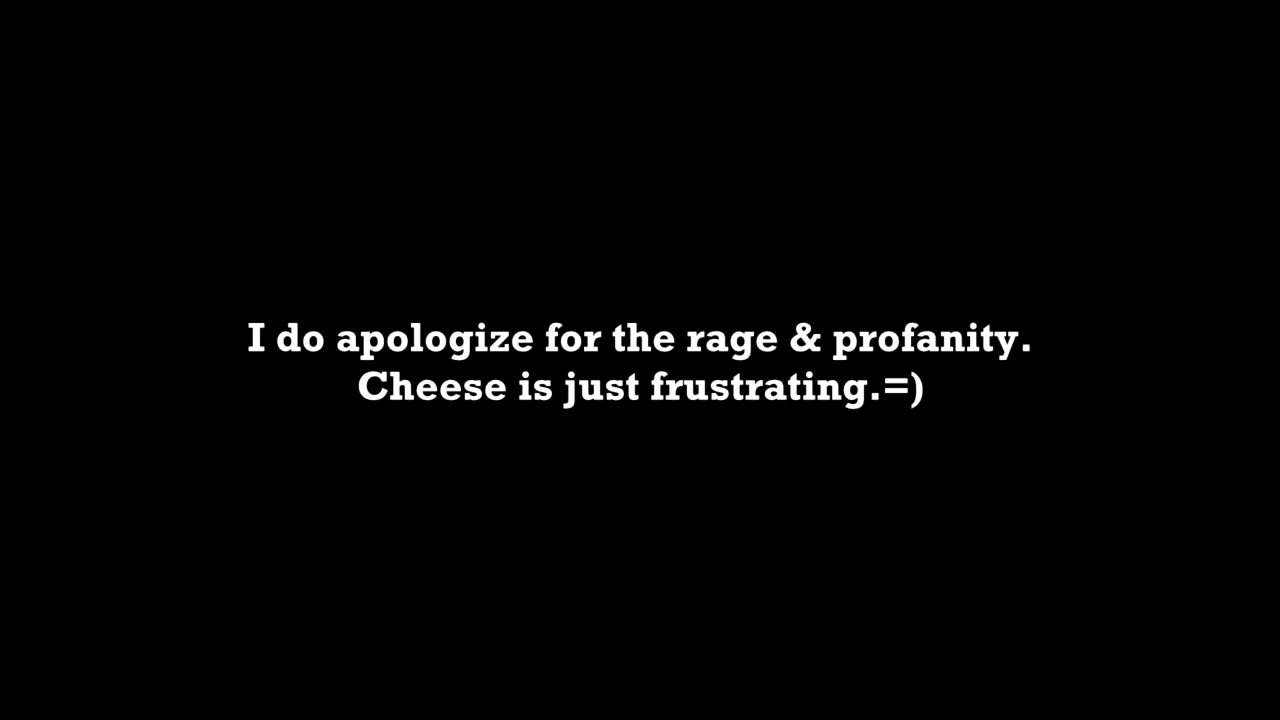 I do apologize for the rage & profanity.
Cheese is just frustrating.=)